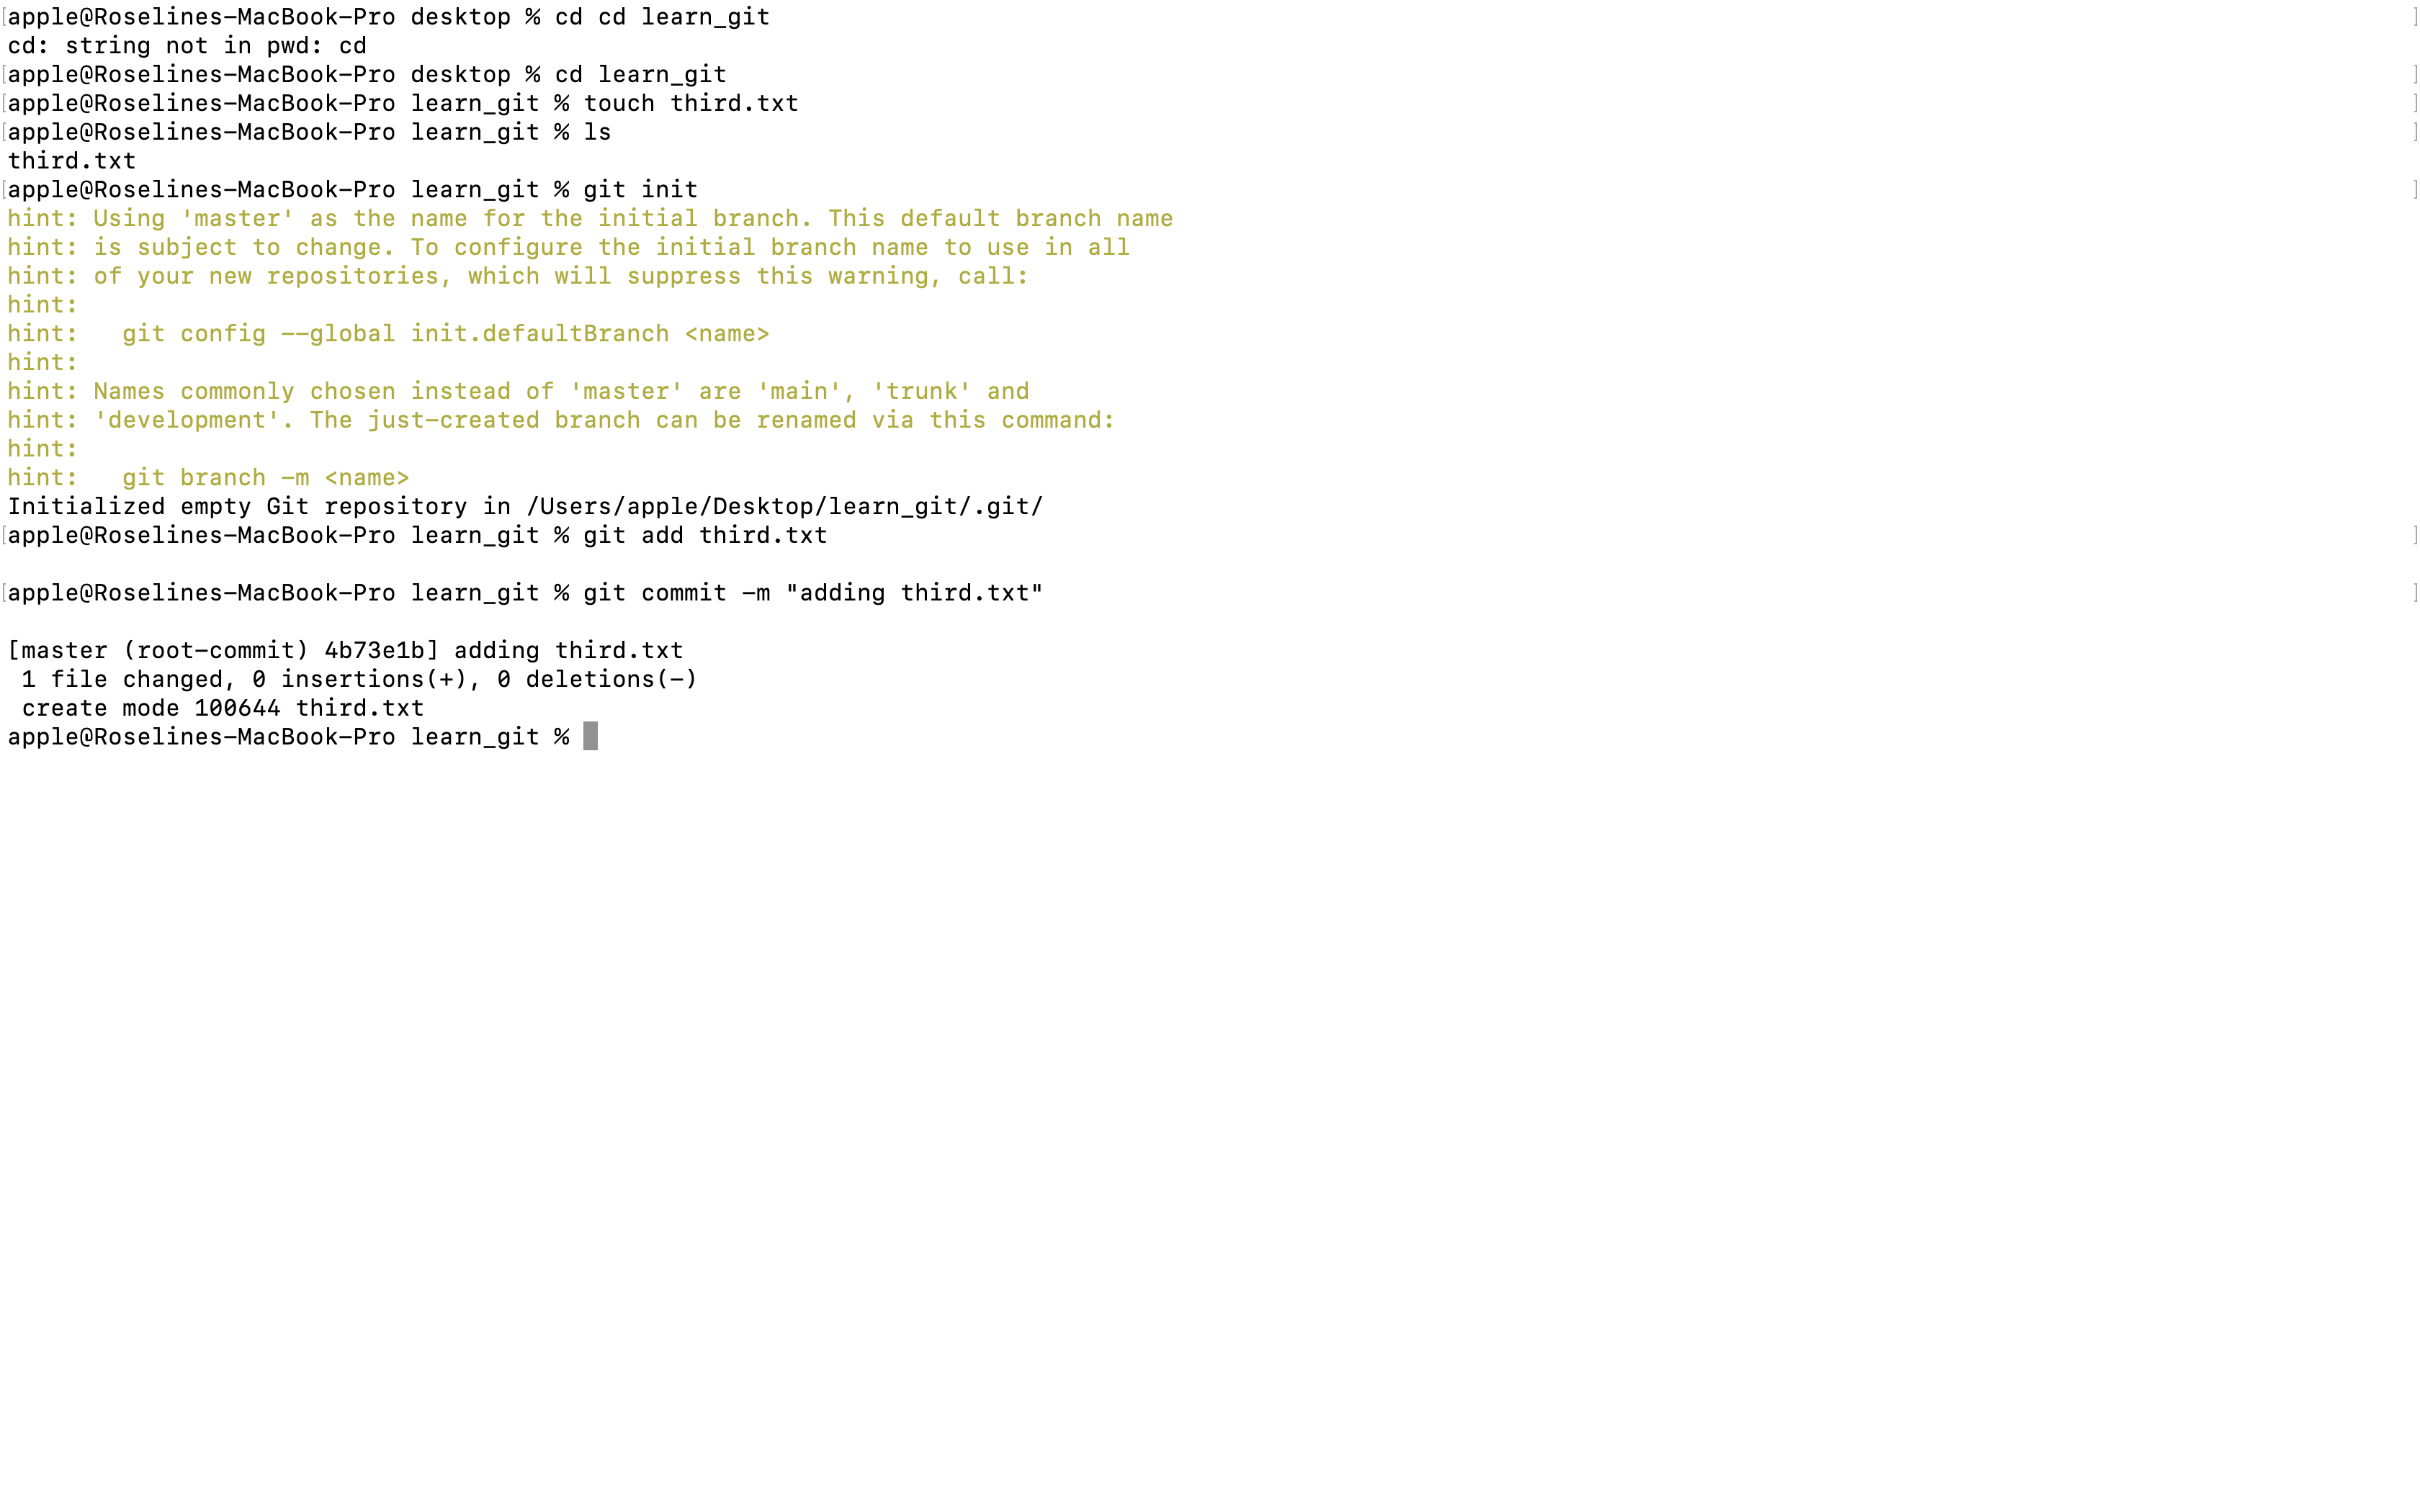 [apple@Roselines-MacBook-Pro desktop % cd cd learn_git ]
cd: string not in pwd: cd
[apple@Roselines-MacBook-Pro desktop % cd learn_git ]
[apple@Roselines-MacBook-Pro learn_git % touch third.txt ]
[apple@Roselines-MacBook-Pro learn_git % ls ]
third.txt
[apple@Roselines-MacBook-Pro learn_git % git init ]
hint: Using 'master' as the name for the initial branch. This default branch name
hint: is subject to change. To configure the initial branch name to use in all
hint: of your new repositories, which will suppress this warning, call:
hint:
hint:   git config --global init.defaultBranch <name>
hint:
hint: Names commonly chosen instead of 'master' are 'main', 'trunk' and
hint: 'development'. The just-created branch can be renamed via this command:
hint:
hint:   git branch -m <name>
Initialized empty Git repository in /Users/apple/Desktop/learn_git/.git/
[apple@Roselines-MacBook-Pro learn_git % git add third.txt ]
[apple@Roselines-MacBook-Pro learn_git % git commit -m "adding third.txt" ]
[master (root-commit) 4b73e1b] adding third.txt
 1 file changed, 0 insertions(+), 0 deletions(-)
 create mode 100644 third.txt
apple@Roselines-MacBook-Pro learn_git %